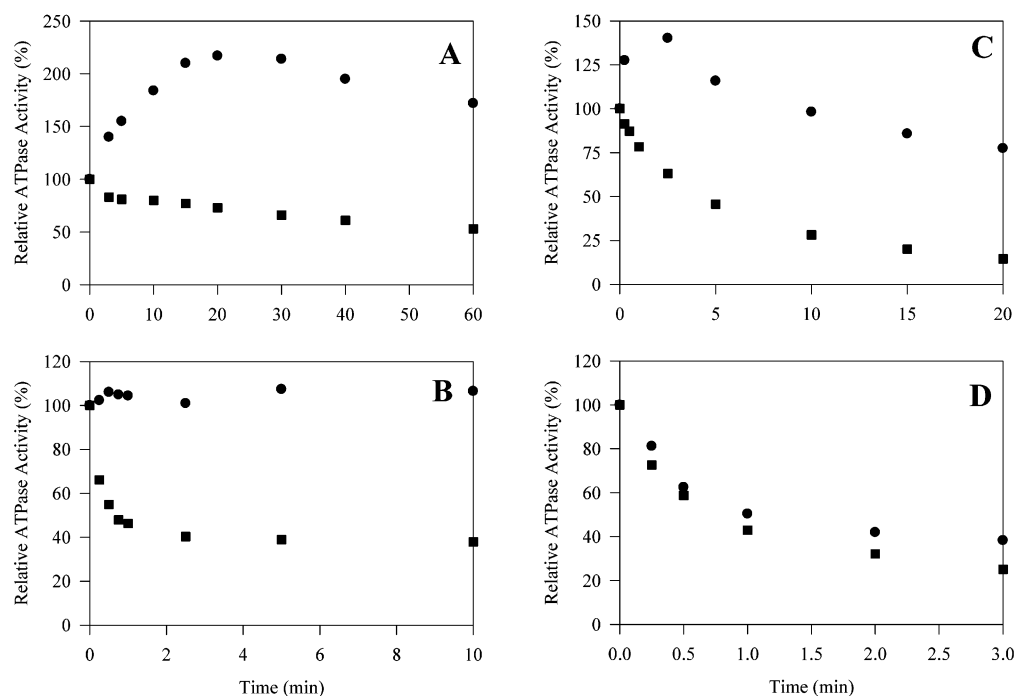 A
Relative ATPase Activity (%)
250
200
150
100
50
0
0 10 20 30 40 50 60
C
Relative ATPase Activity (%)
150
125
100
75
50
25
0
0 5 10 15 20
B
Relative ATPase Activity (%)
120
100
80
60
40
20
0
0 2 4 6 8 10
Time (min)
D
Relative ATPase Activity (%)
120
100
80
60
40
20
0
0.0 0.5 1.0 1.5 2.0 2.5 3.0
Time (min)